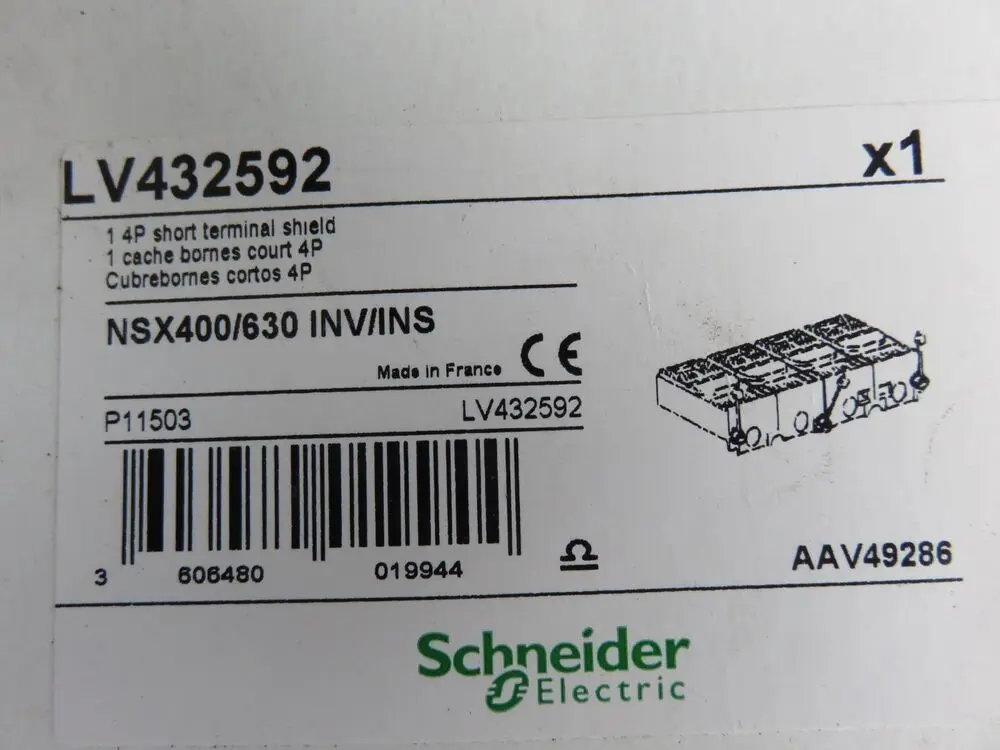 LV432592 x1
1 4P short terminal shield
1 cache bornes court 4P
Cubrebornes cortos 4P
NSX400/630 INV/INS
Made in France CE
P11503 LV432592
3 606480 019944
AAV49286
Schneider
Electric